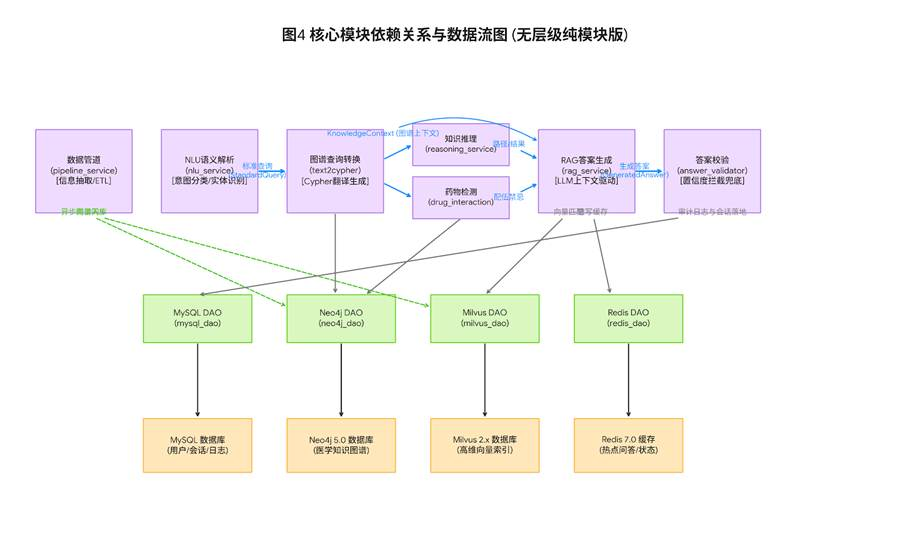 图4 核心模块依赖关系与数据流图 (无层级纯模块版)
KnowledgeContext (图谱上下文)
数据管道
(pipeline_service)
[信息抽取/ETL]
NLU语义解析
(nlu_service)
[意图分类/实体识别]
标准查询
(StandardQuery)
图谱查询转换
(text2cypher)
[Cypher翻译生成]
知识推理
(reasoning_service)
路径/结果
药物检测
(drug_interaction)
配伍禁忌
RAG答案生成
(rag_service)
[LLM上下文驱动]
生成答案
(GeneratedAnswer)
答案校验
(answer_validator)
[置信度拦截兜底]
向量匹配
写缓存
审计日志与会话落地
MySQL DAO
(mysql_dao)
Neo4j DAO
(neo4j_dao)
Milvus DAO
(milvus_dao)
Redis DAO
(redis_dao)
MySQL 数据库
(用户/会话/日志)
Neo4j 5.0 数据库
(医学知识图谱)
Milvus 2.x 数据库
(高维向量索引)
Redis 7.0 缓存
(热点问答/状态)